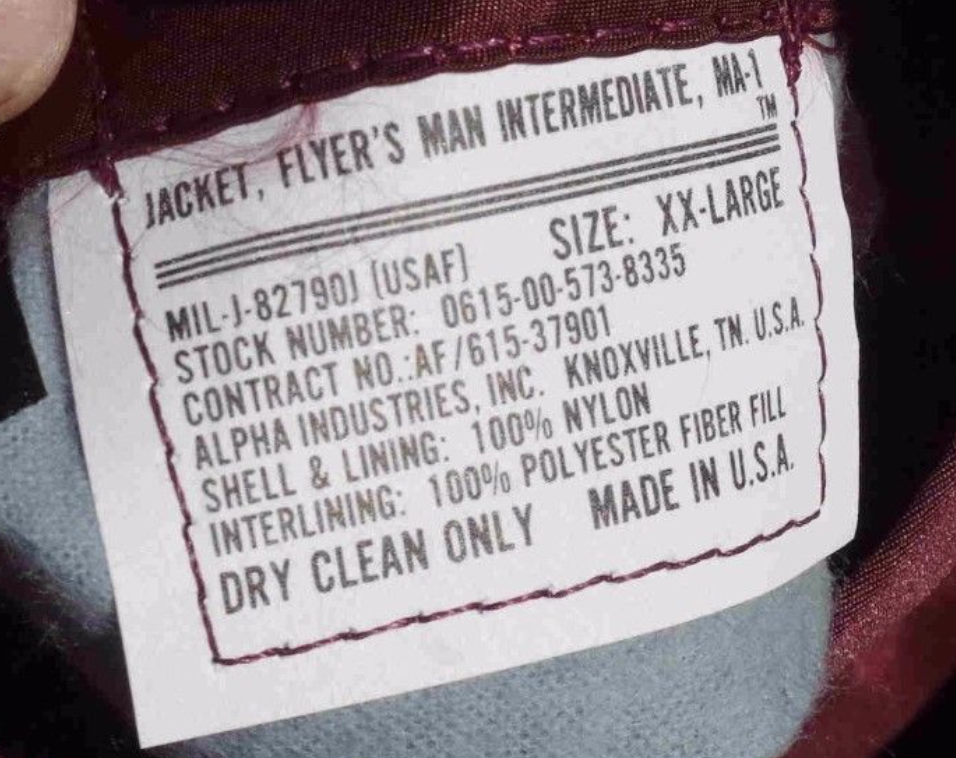 JACKET, FLYER'S MAN INTERMEDIATE, MA-1 TM
MIL-J-82790J (USAF) SIZE: XX-LARGE
STOCK NUMBER: 0615-00-573-8335
CONTRACT NO.:AF/615-37901
ALPHA INDUSTRIES, INC. KNOXVILLE, TN. U.S.A.
SHELL & LINING: 100% NYLON
INTERLINING: 100% POLYESTER FIBER FILL
DRY CLEAN ONLY MADE IN U.S.A.